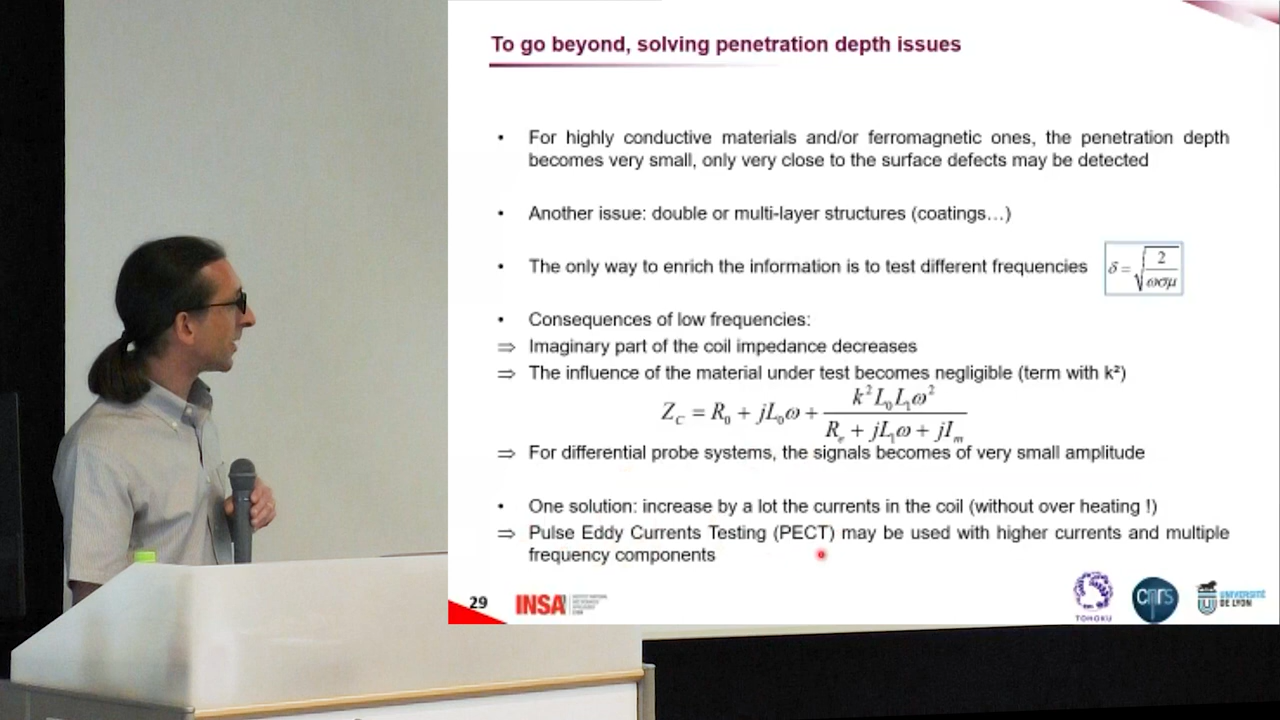 To go beyond, solving penetration depth issues
• For highly conductive materials and/or ferromagnetic ones, the penetration depth
becomes very small, only very close to the surface defects may be detected
• Another issue: double or multi-layer structures (coatings…)
• The only way to enrich the information is to test different frequencies δ = √(2/(ωσμ))
• Consequences of low frequencies:
⇒ Imaginary part of the coil impedance decreases
⇒ The influence of the material under test becomes negligible (term with k²)
Z_C = R_0 + jL_0ω + (k²L_0L_1ω²)/(R_e + jL_1ω + jI_m)
⇒ For differential probe systems, the signals becomes of very small amplitude
• One solution: increase by a lot the currents in the coil (without over heating !)
⇒ Pulse Eddy Currents Testing (PECT) may be used with higher currents and multiple
frequency components
29
INSA
TOHOKU
cnrs
UNIVERSITÉ
DE LYON